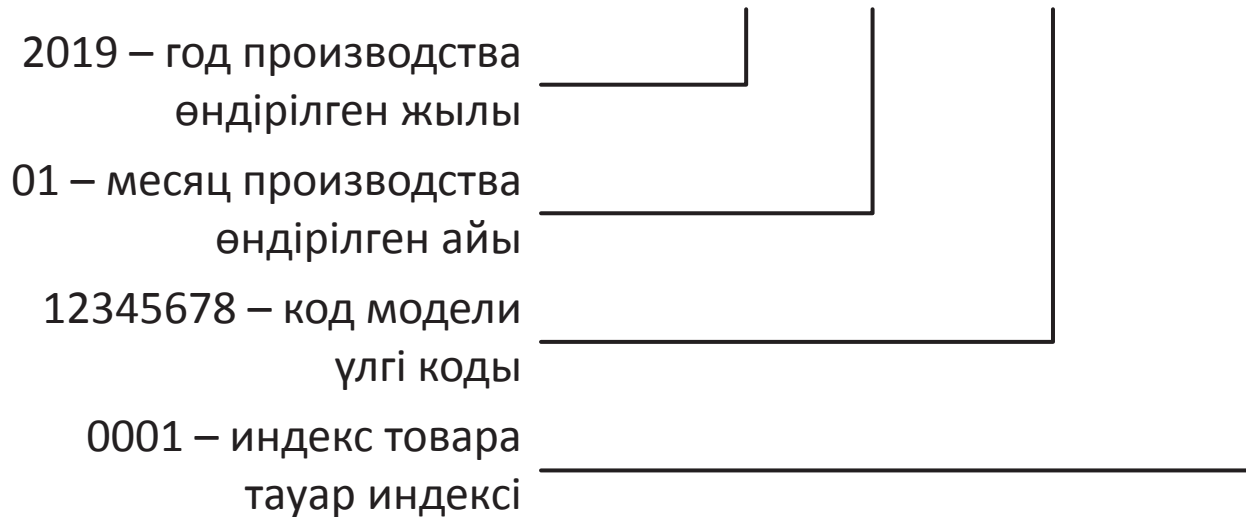 2019 – год производства
өндірілген жылы
01 – месяц производства
өндірілген айы
12345678 – код модели
үлгі коды
0001 – индекс товара
тауар индексі